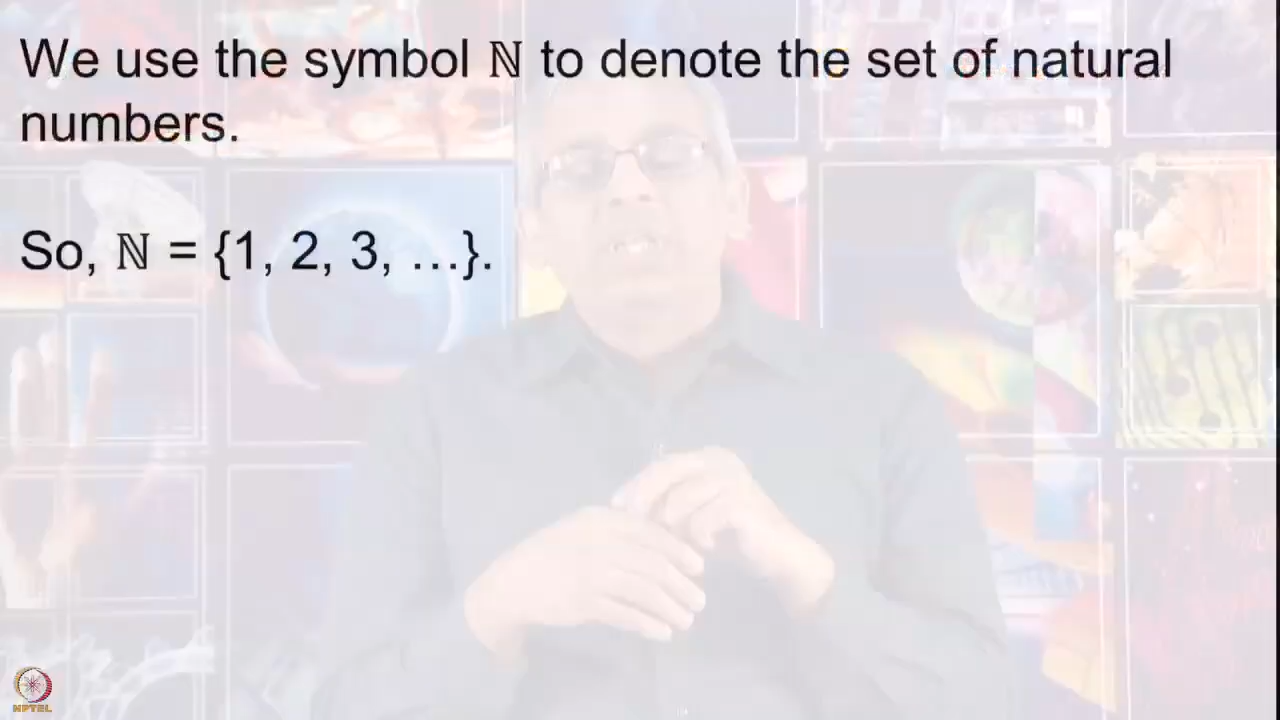 We use the symbol ℕ to denote the set of natural
numbers.
So, ℕ = {1, 2, 3, …}.
NPTEL